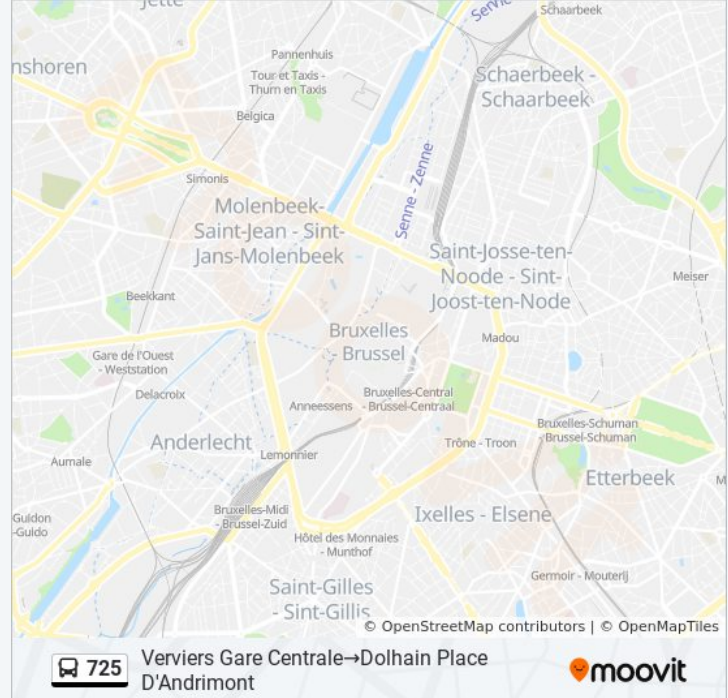 Jette
Servi
Schaarbeek
Pannenhuis
nshoren
Tour et Taxis -
Thurn en Taxis
Schaerbeek -
Schaarbeek
Belgica
Senne - Zenne
Simonis
Molenbeek-
Saint-Jean - Sint-
Jans-Molenbeek
Saint-Josse-ten-
Noode - Sint-
Joost-ten-Node
Meiser
Beekkant
Bruxelles
- Brussel
Madou
Gare de l'Ouest
- Weststation
Delacroix
Bruxelles-Central
- Brussel-Centraal
Anneessens
Bruxelles-Schuman
- Brussel-Schuman
Anderlecht
Trône - Troon
Lemonnier
Aumale
Etterbeek
M
Bruxelles-Midi
- Brussel-Zuid
Guidon
-Guido
Ixelles - Elsene
Hôtel des Monnaies
- Munthof
Germoir - Mouterij
Saint-Gilles
- Sint-Gillis
© OpenStreetMap contributors | © OpenMapTiles
725
Verviers Gare Centrale→Dolhain Place
D'Andrimont
moovit